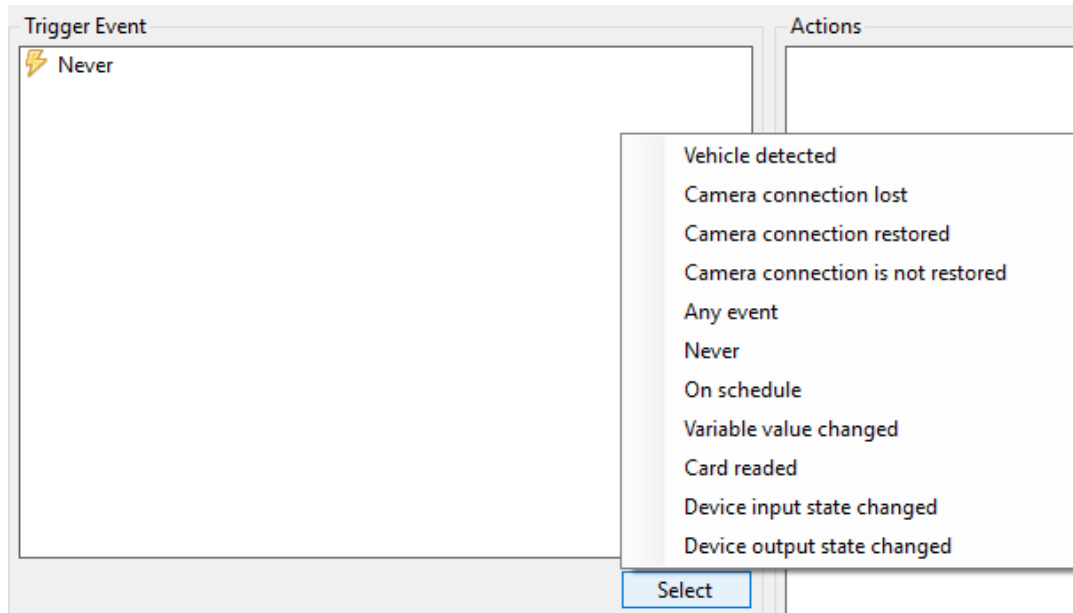 Trigger Event
Never
Actions
Vehicle detected
Camera connection lost
Camera connection restored
Camera connection is not restored
Any event
Never
On schedule
Variable value changed
Card readed
Device input state changed
Device output state changed
Select